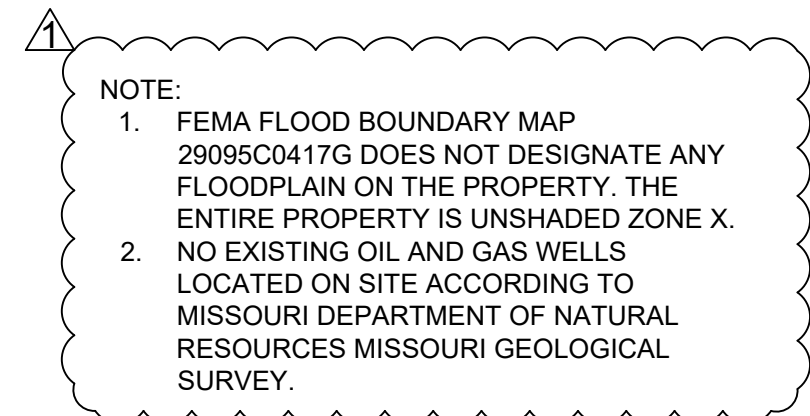 1
NOTE:
1. FEMA FLOOD BOUNDARY MAP
29095C0417G DOES NOT DESIGNATE ANY
FLOODPLAIN ON THE PROPERTY. THE
ENTIRE PROPERTY IS UNSHADED ZONE X.
2. NO EXISTING OIL AND GAS WELLS
LOCATED ON SITE ACCORDING TO
MISSOURI DEPARTMENT OF NATURAL
RESOURCES MISSOURI GEOLOGICAL
SURVEY.